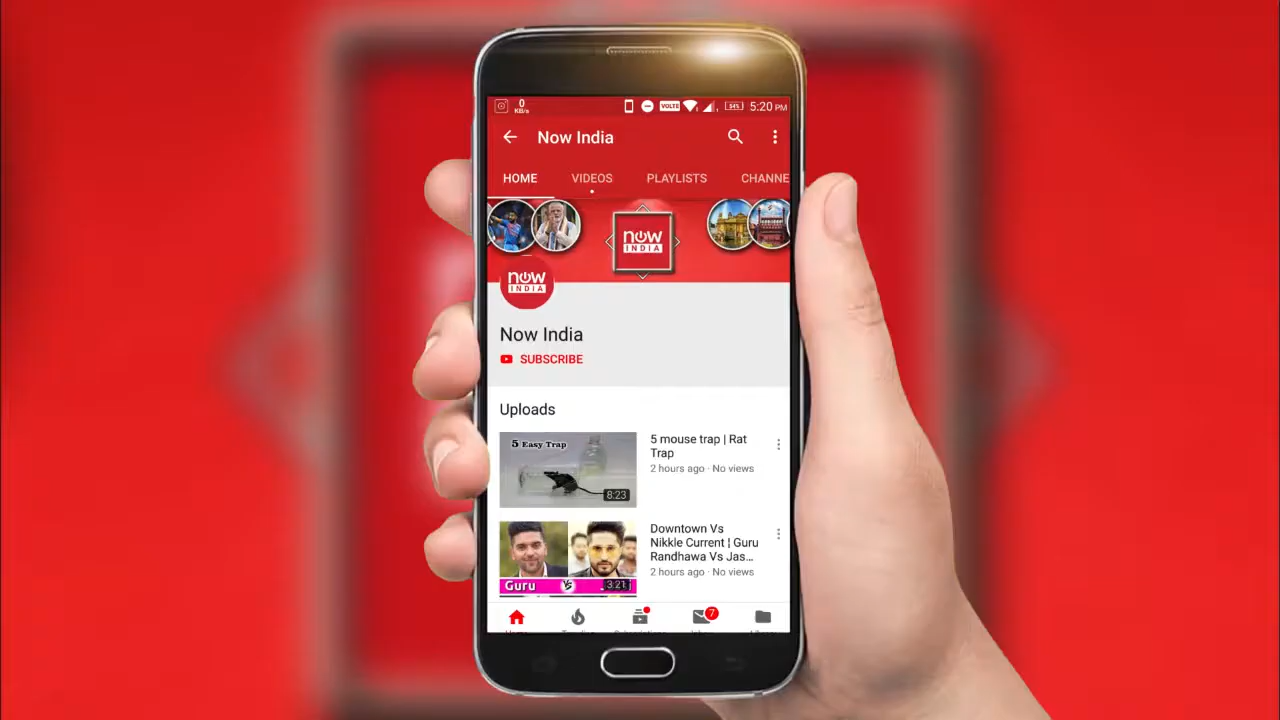 0
KB/s
VOLTE
54%
5:20 PM
Now India
HOME VIDEOS PLAYLISTS CHANNE
now
INDIA
now
INDIA
Now India
SUBSCRIBE
Uploads
5 Easy Trap
8:23
5 mouse trap | Rat
Trap
2 hours ago · No views
Downtown Vs
Nikkle Current ¦ Guru
Randhawa Vs Jas...
2 hours ago · No views
Guru VS
3:21
7